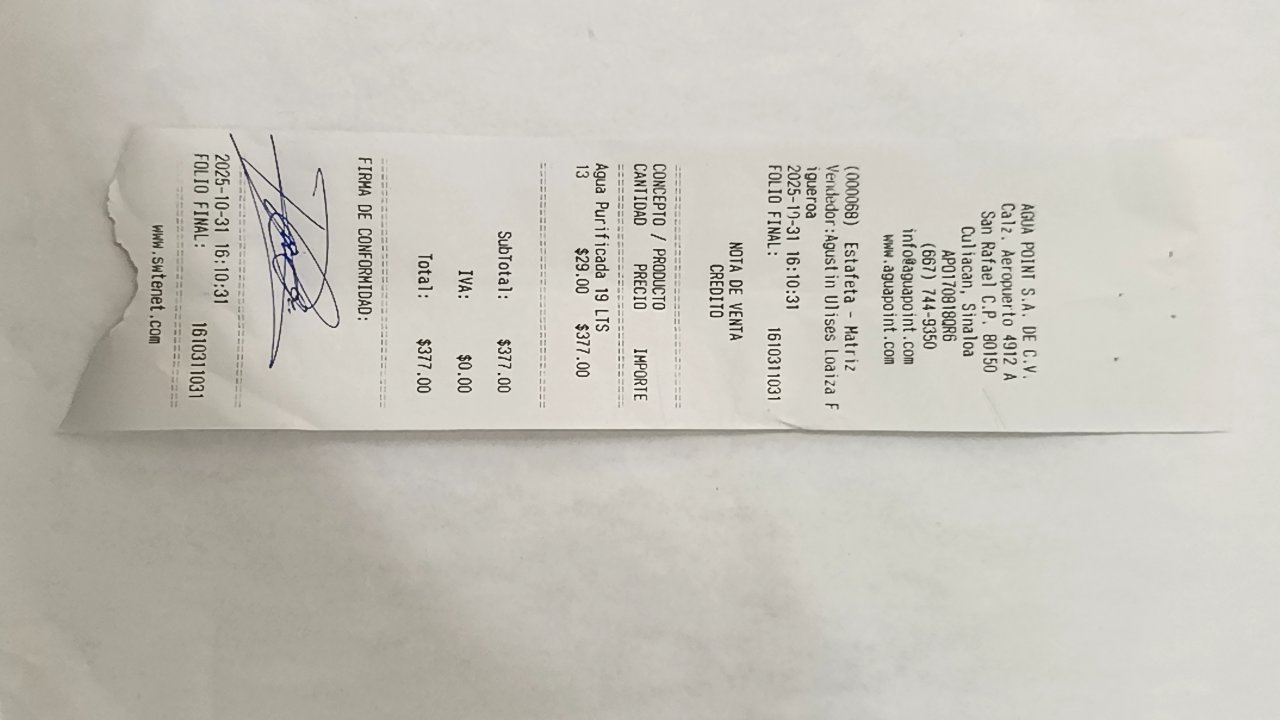 AGUA POINT S.A. DE C.V.
Calz. Aeropuerto 4912 A
San Rafael C.P. 80150
Culiacan, Sinaloa
APO170818QR6
(667) 744-9350
info@aguapoint.com
www.aguapoint.com
(000068) Estafeta - Matriz
Vendedor:Agustin Ulises Loaiza F
igueroa
2025-10-31 16:10:31
FOLIO FINAL: 1610311031
NOTA DE VENTA
CREDITO
CONCEPTO / PRODUCTO
CANTIDAD PRECIO IMPORTE
Agua Purificada 19 LTS
13 $29.00 $377.00
SubTotal: $377.00
IVA: $0.00
Total: $377.00
FIRMA DE CONFORMIDAD:
2025-10-31 16:10:31
FOLIO FINAL: 1610311031
www.swtenet.com